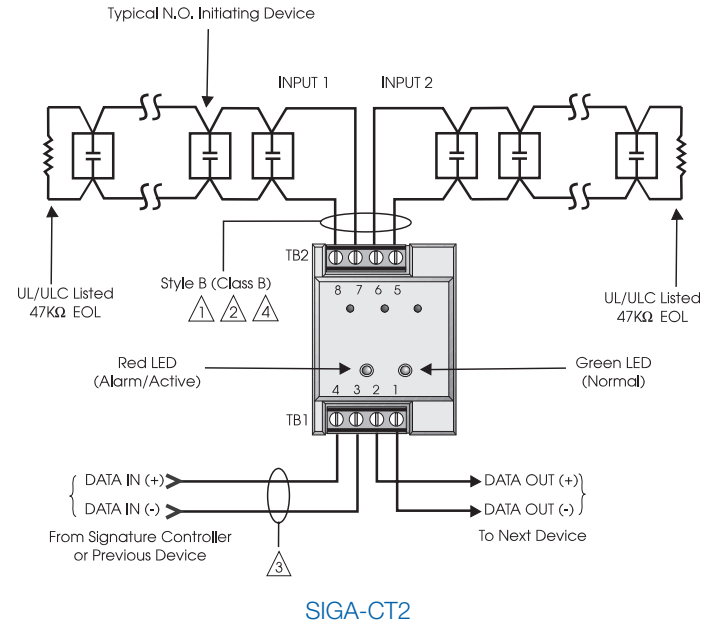 Typical N.O. Initiating Device
INPUT 1
INPUT 2
TB2
8 7 6 5
Style B (Class B)
1 2 4
UL/ULC Listed
47KΩ EOL
UL/ULC Listed
47KΩ EOL
Red LED
(Alarm/Active)
Green LED
(Normal)
4 3 2 1
TB1
DATA IN (+)
DATA IN (-)
From Signature Controller
or Previous Device
3
DATA OUT (+)
DATA OUT (-)
To Next Device
SIGA-CT2